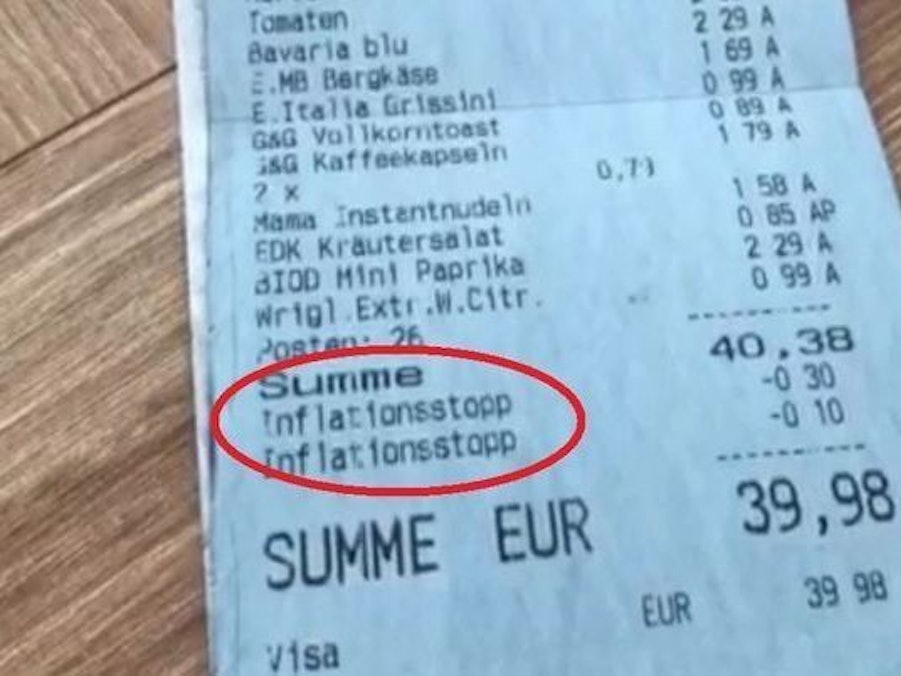 Tomaten
Bavaria blu 2 29 A
E.MB Bergkäse 1 69 A
E.Italia Grissini 0 99 A
G&G Vollkorntoast 0 89 A
G&G Kaffeekapseln 1 79 A
2 x 0,79
Mama Instantnudeln 1 58 A
EDK Kräutersalat 0 85 AP
BIOD Mini Paprika 2 29 A
Wrigl.Extr.W.Citr. 0 99 A
Posten: 26
Summe 40,38
Inflationsstopp -0 30
Inflationsstopp -0 10
SUMME EUR 39,98
Visa EUR 39 98